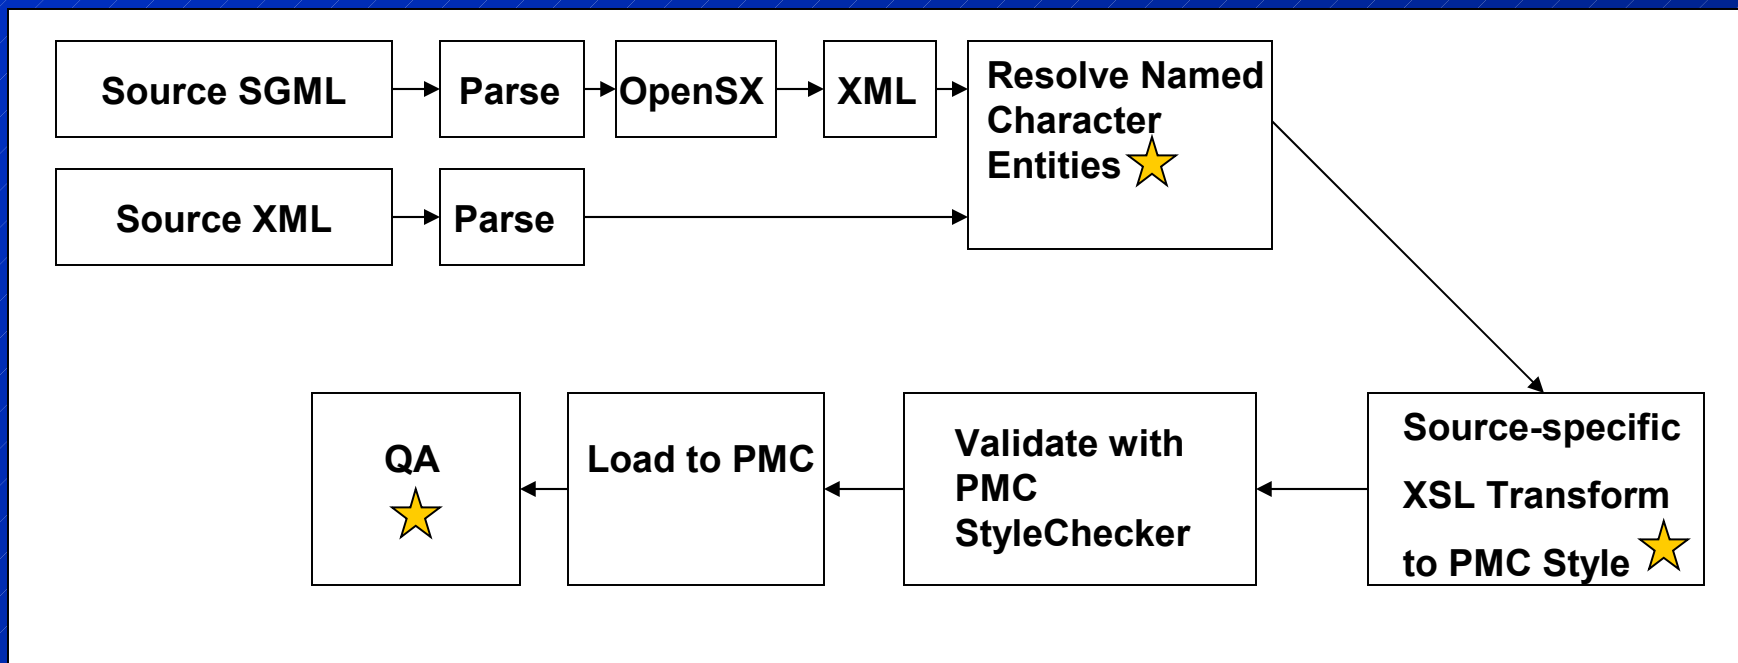 Source SGML
Parse
OpenSX
XML
Resolve Named
Character
Entities
Source XML
Parse
QA
Load to PMC
Validate with
PMC
StyleChecker
Source-specific
XSL Transform
to PMC Style